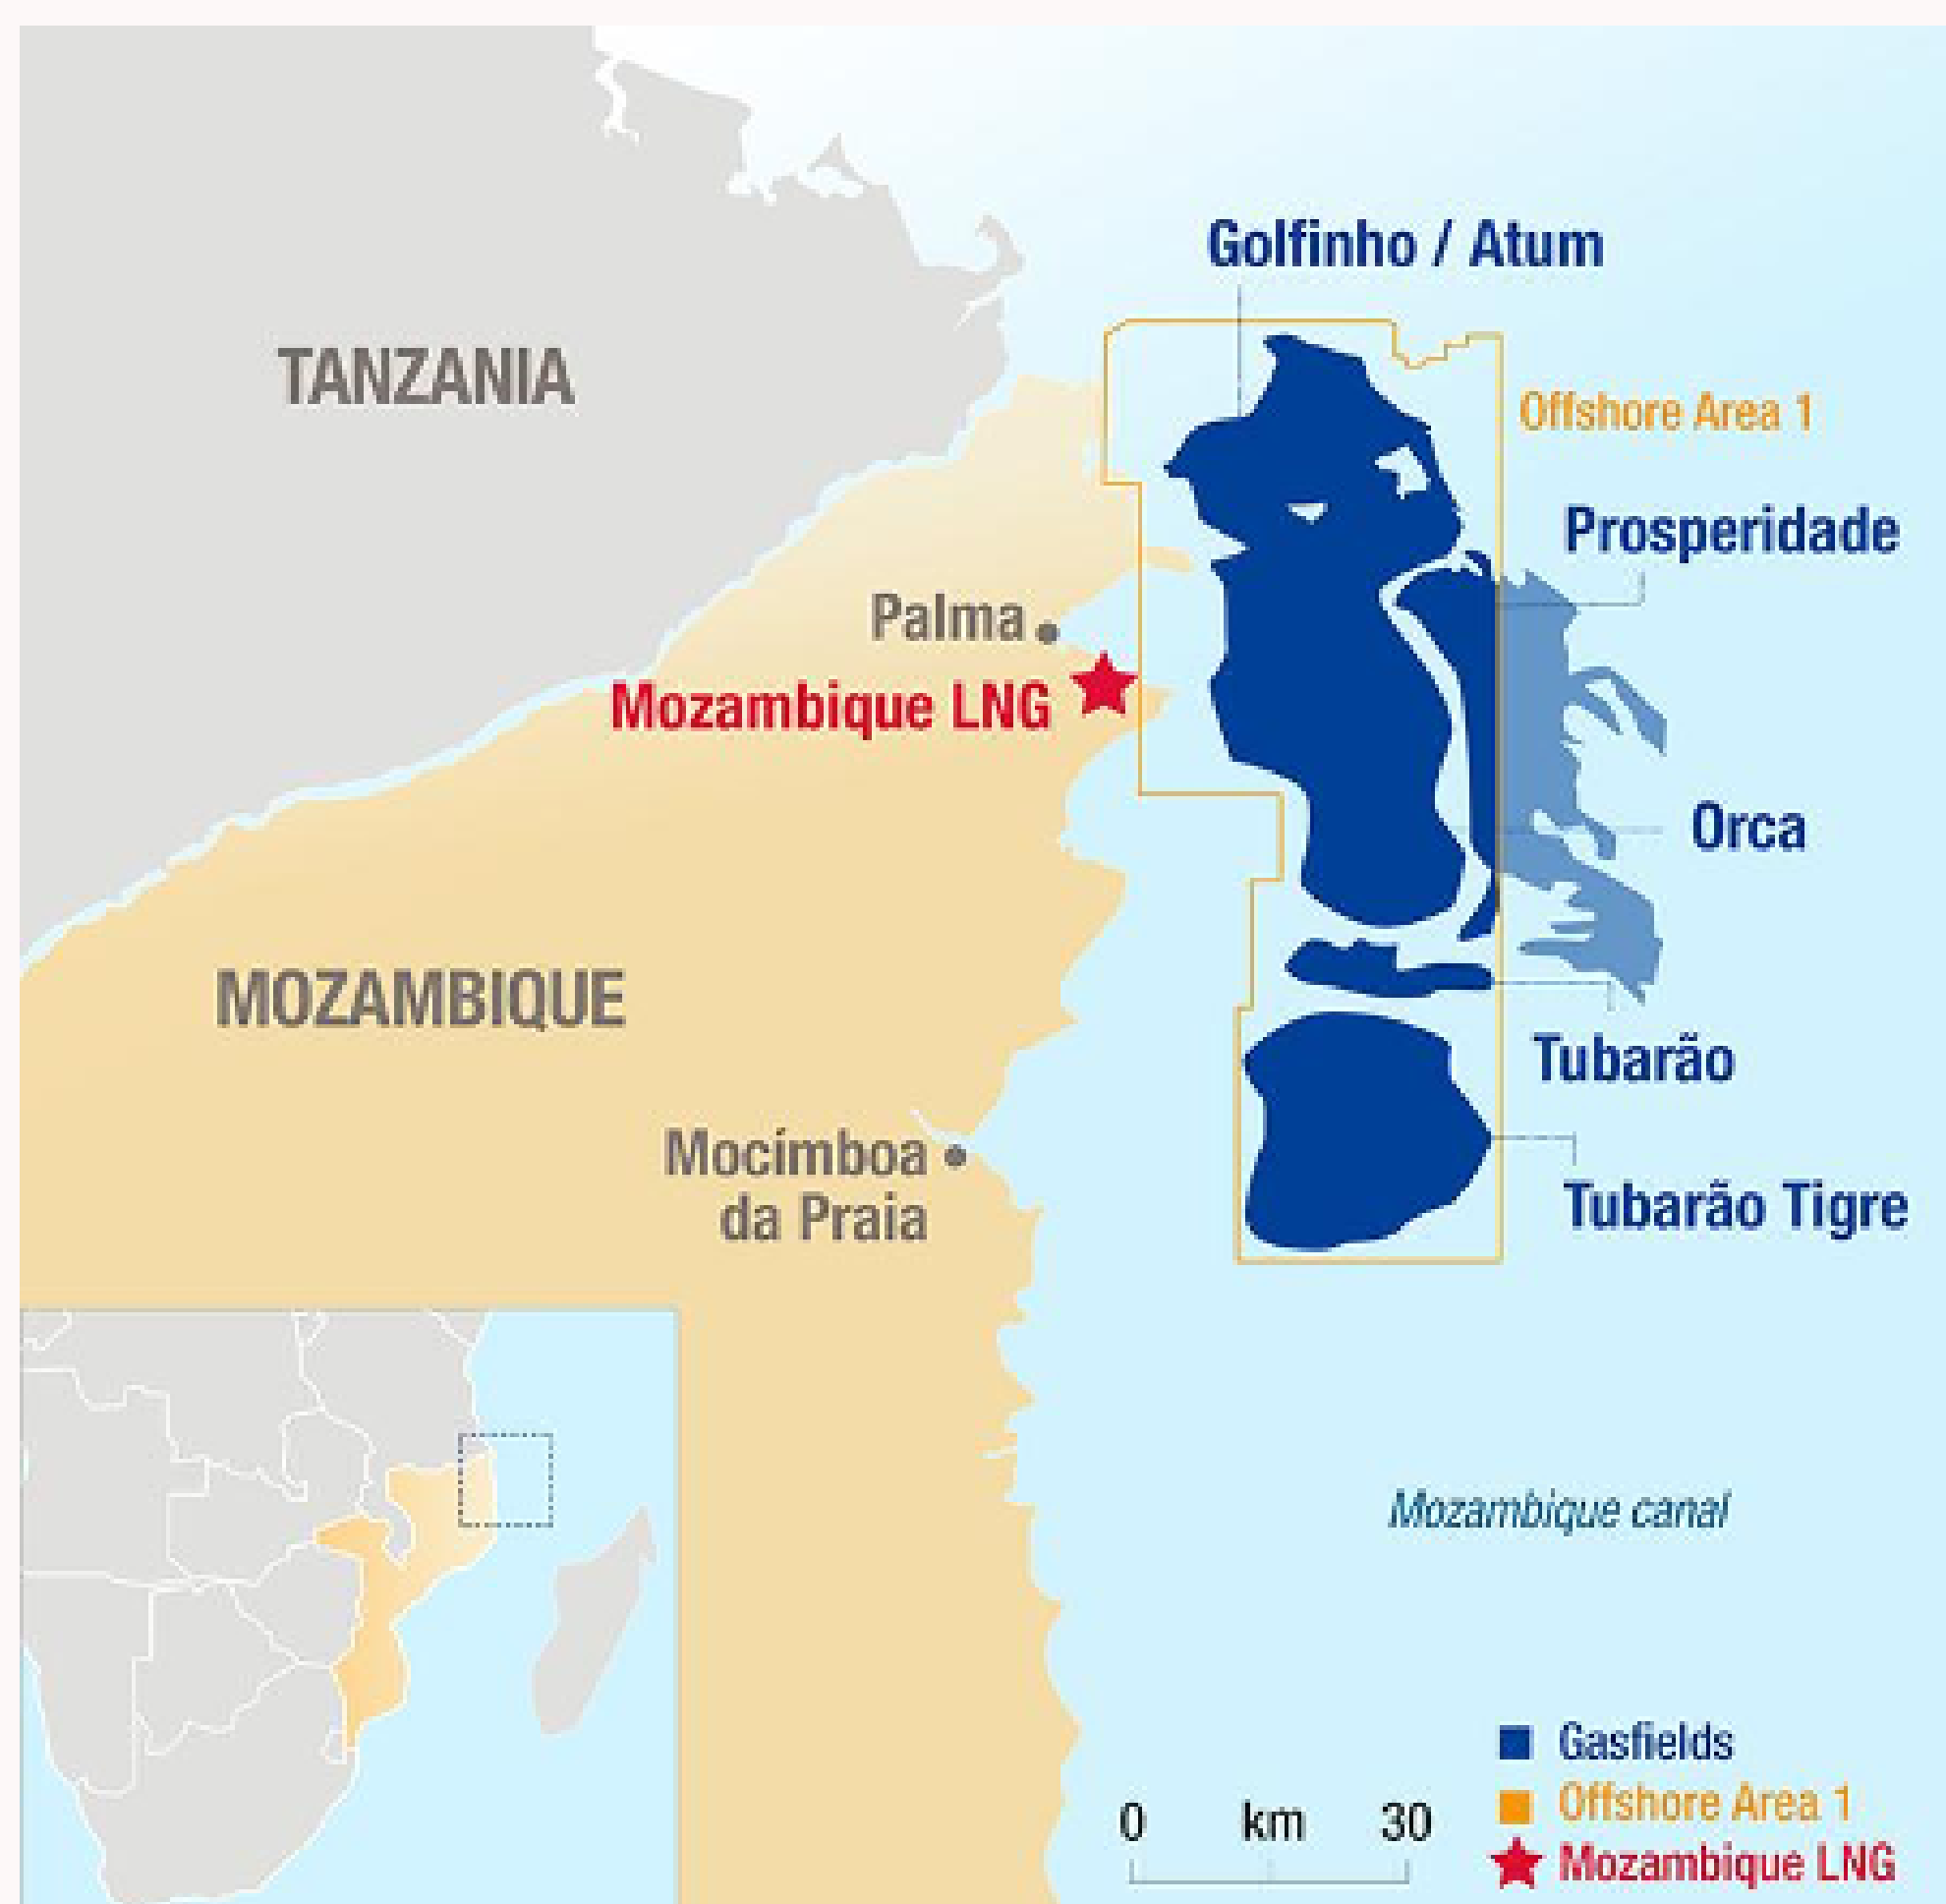 Golfinho / Atum
TANZANIA
Offshore Area 1
Prosperidade
Palma
Mozambique LNG
Orca
MOZAMBIQUE
Tubarão
Mocímboa
da Praia
Tubarão Tigre
Mozambique canal
Gasfields
Offshore Area 1
0 km 30
Mozambique LNG